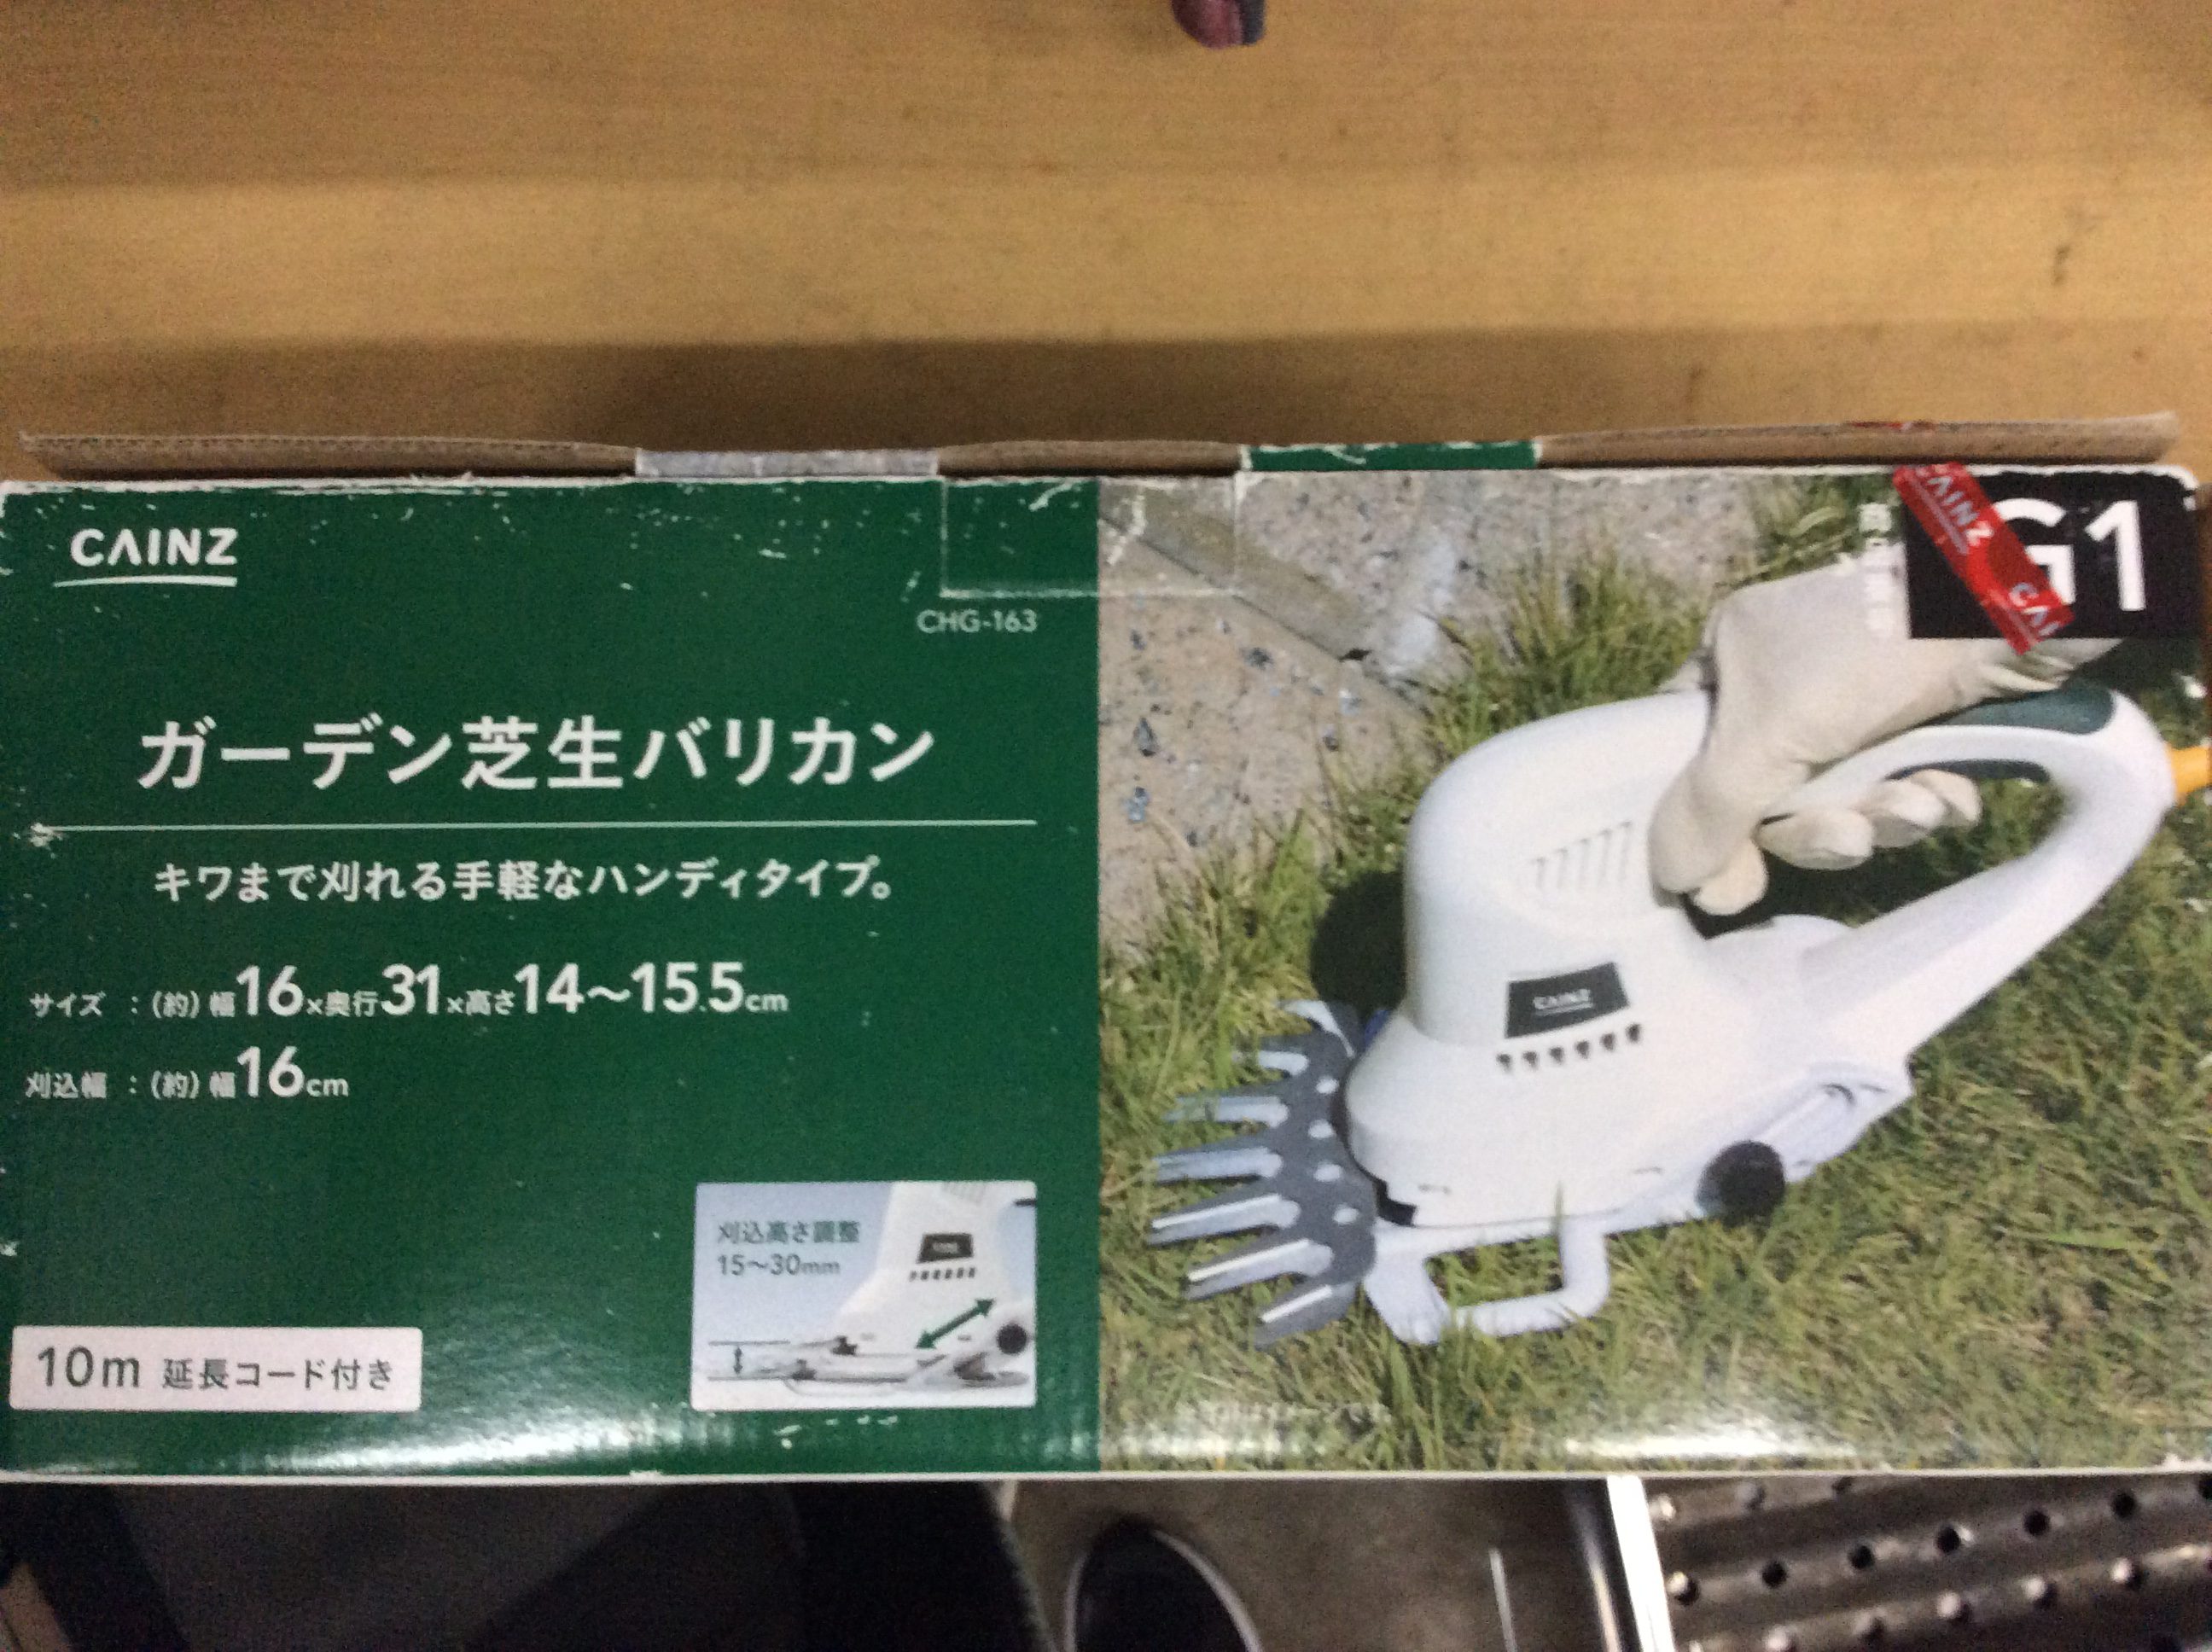 CAINZ
CHG-163
ガーデン芝生バリカン
キワまで刈れる手軽なハンディタイプ。
サイズ : (約) 幅16×奥行31×高さ14〜15.5cm
刈込幅 : (約) 幅16cm
刈込高さ調整
15〜30mm
10m 延長コード付き
G1
CAINZ
CAINZ